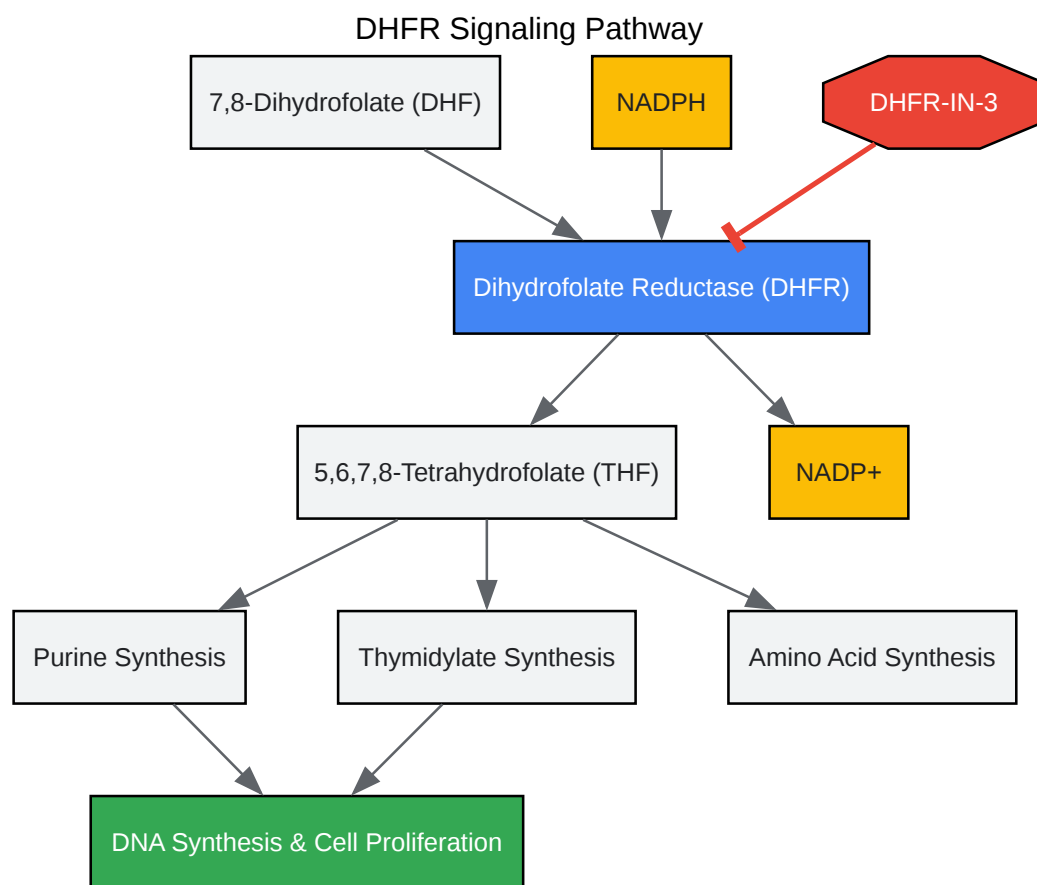 DHFR Signaling Pathway
7,8-Dihydrofolate (DHF)
NADPH
DHFR-IN-3
Dihydrofolate Reductase (DHFR)
5,6,7,8-Tetrahydrofolate (THF)
NADP+
Purine Synthesis
Thymidylate Synthesis
Amino Acid Synthesis
DNA Synthesis & Cell Proliferation